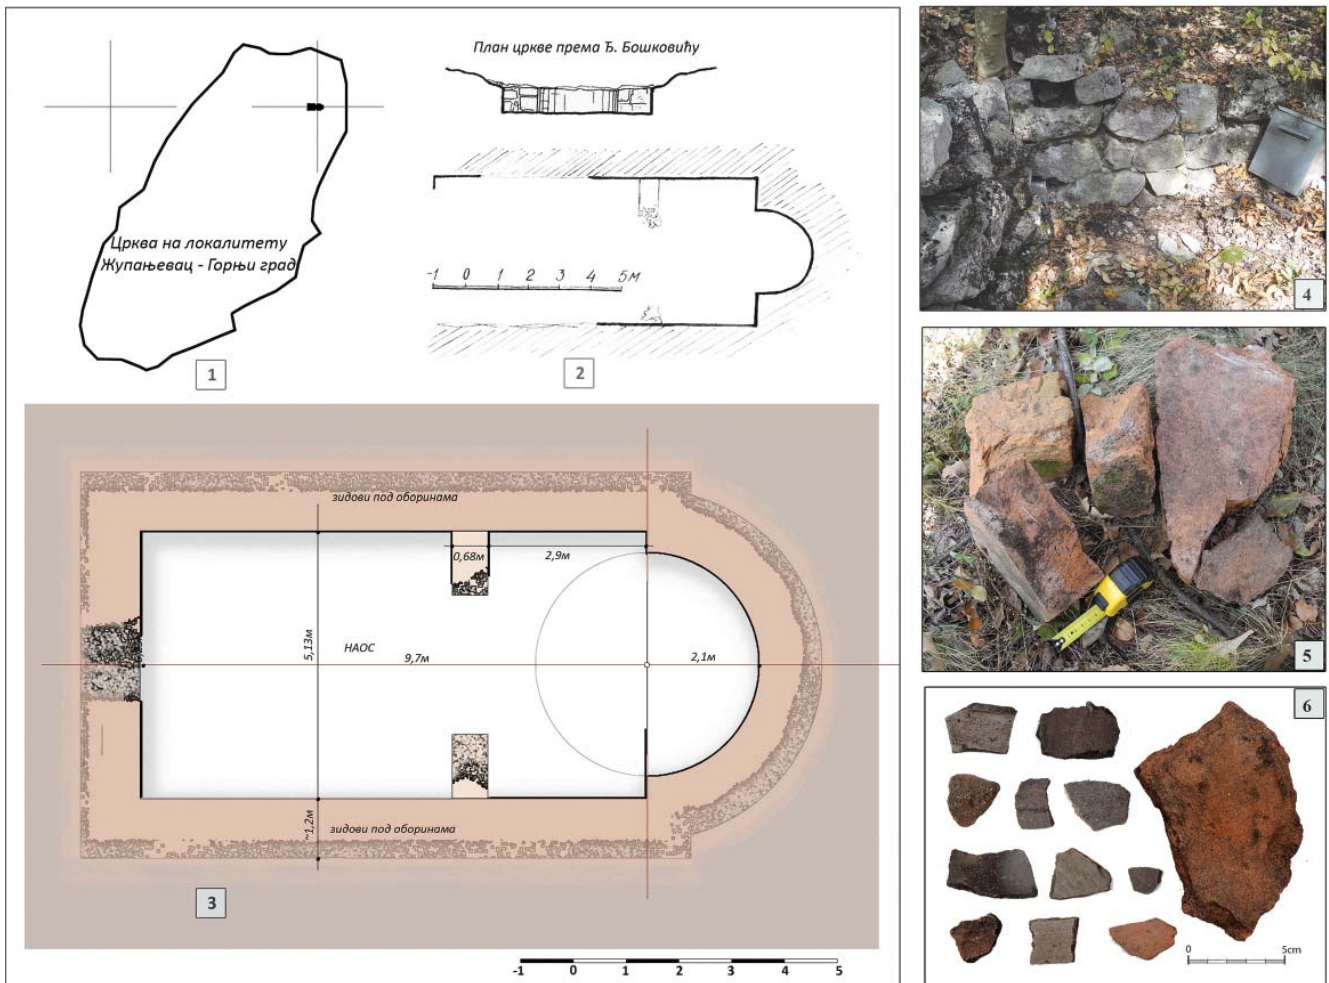 План цркве према Ђ. Бошковићу
Црква на локалитету
Жупањевац - Горњи град
1
-1 0 1 2 3 4 5м
2
4
5
зидови под оборинама
0,68м
2,9м
5,13м
НАОС
9,7м
2,1м
~1,2м
зидови под оборинама
3
-1 0 1 2 3 4 5
6
0 5cm